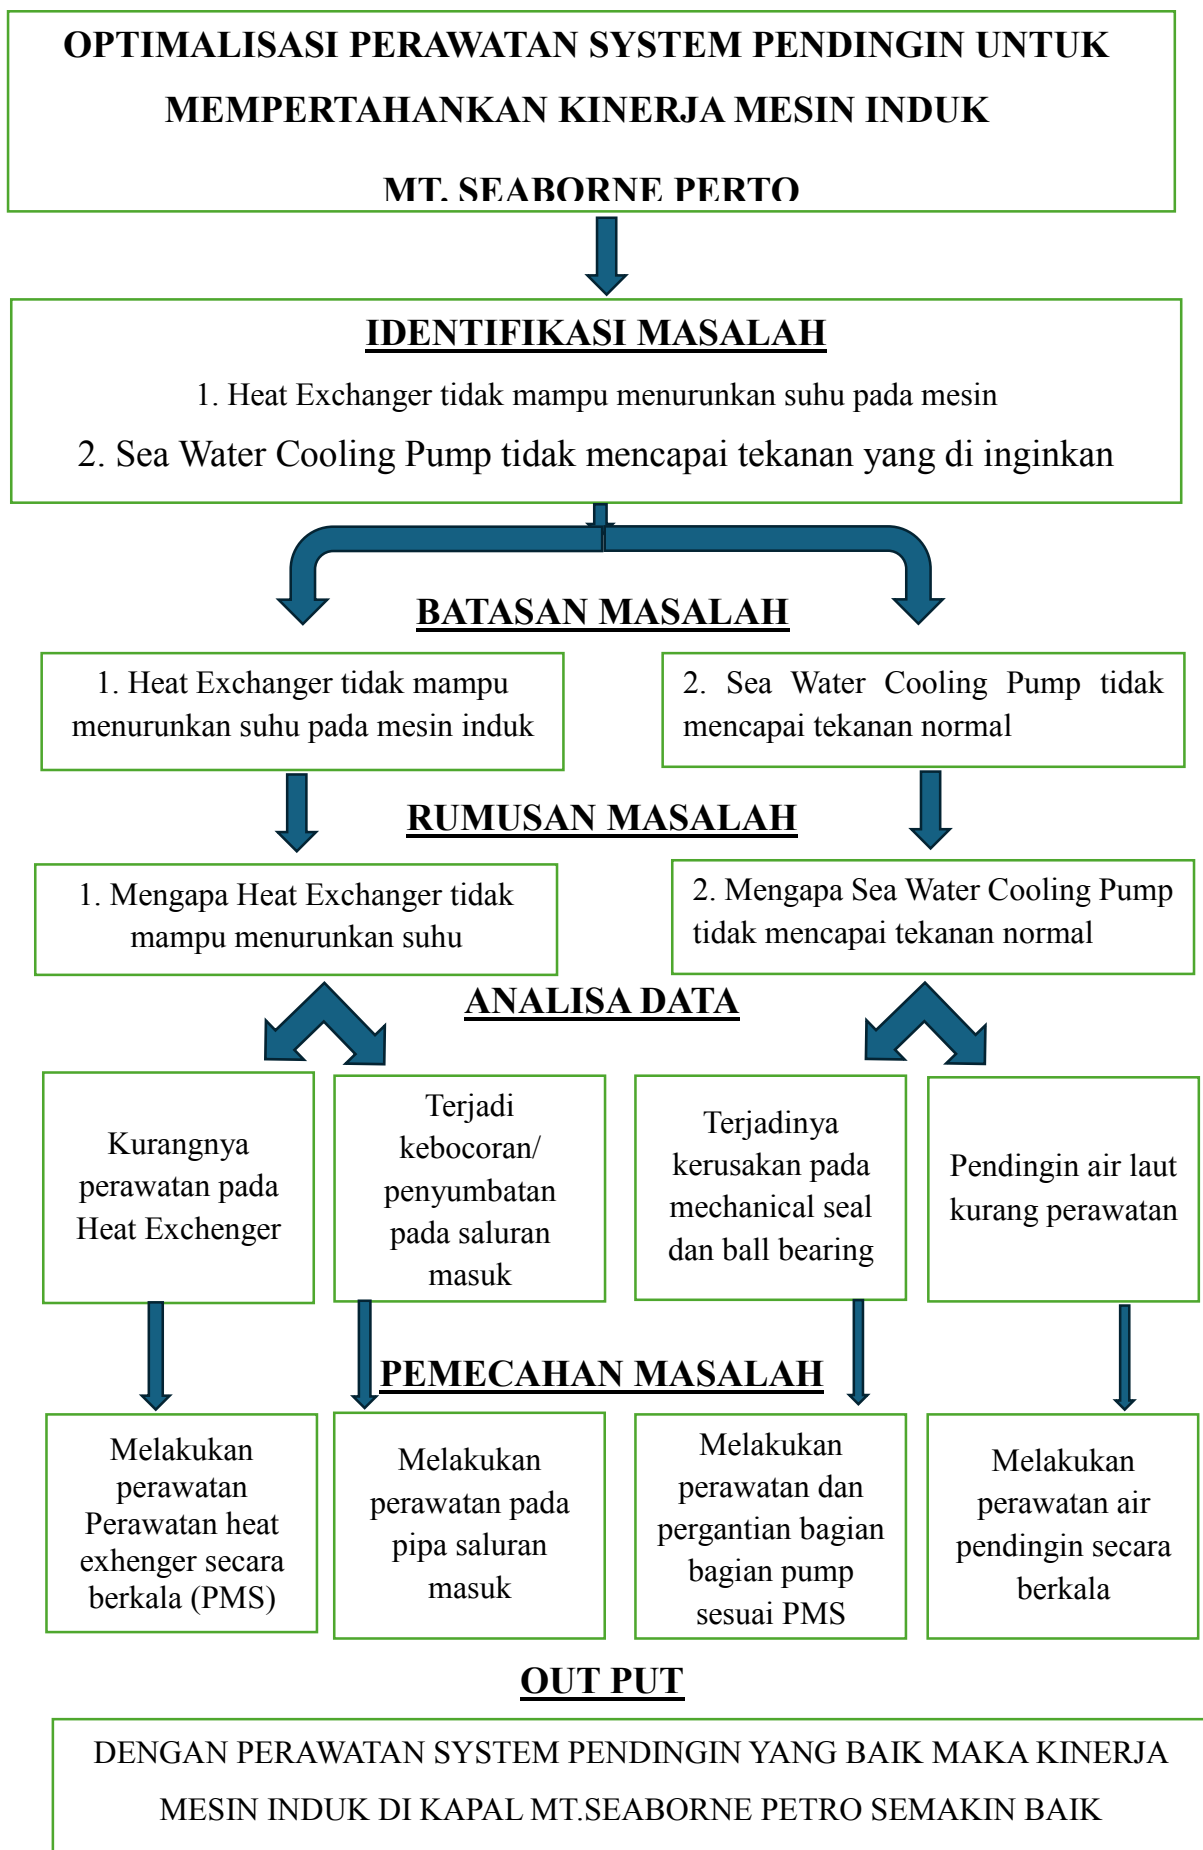 OPTIMALISASI PERAWATAN SYSTEM PENDINGIN UNTUK
MEMPERTAHANKAN KINERJA MESIN INDUK
MT. SEABORNE PERTO
IDENTIFIKASI MASALAH
1. Heat Exchanger tidak mampu menurunkan suhu pada mesin
2. Sea Water Cooling Pump tidak mencapai tekanan yang di inginkan
BATASAN MASALAH
1. Heat Exchanger tidak mampu
menurunkan suhu pada mesin induk
2. Sea Water Cooling Pump tidak
mencapai tekanan normal
RUMUSAN MASALAH
1. Mengapa Heat Exchanger tidak
mampu menurunkan suhu
2. Mengapa Sea Water Cooling Pump
tidak mencapai tekanan normal
ANALISA DATA
Kurangnya
perawatan pada
Heat Exchenger
Terjadi
kebocoran/
penyumbatan
pada saluran
masuk
Terjadinya
kerusakan pada
mechanical seal
dan ball bearing
Pendingin air laut
kurang perawatan
PEMECAHAN MASALAH
Melakukan
perawatan
Perawatan heat
exhenger secara
berkala (PMS)
Melakukan
perawatan pada
pipa saluran
masuk
Melakukan
perawatan dan
pergantian bagian
bagian pump
sesuai PMS
Melakukan
perawatan air
pendingin secara
berkala
OUT PUT
DENGAN PERAWATAN SYSTEM PENDINGIN YANG BAIK MAKA KINERJA
MESIN INDUK DI KAPAL MT.SEABORNE PETRO SEMAKIN BAIK